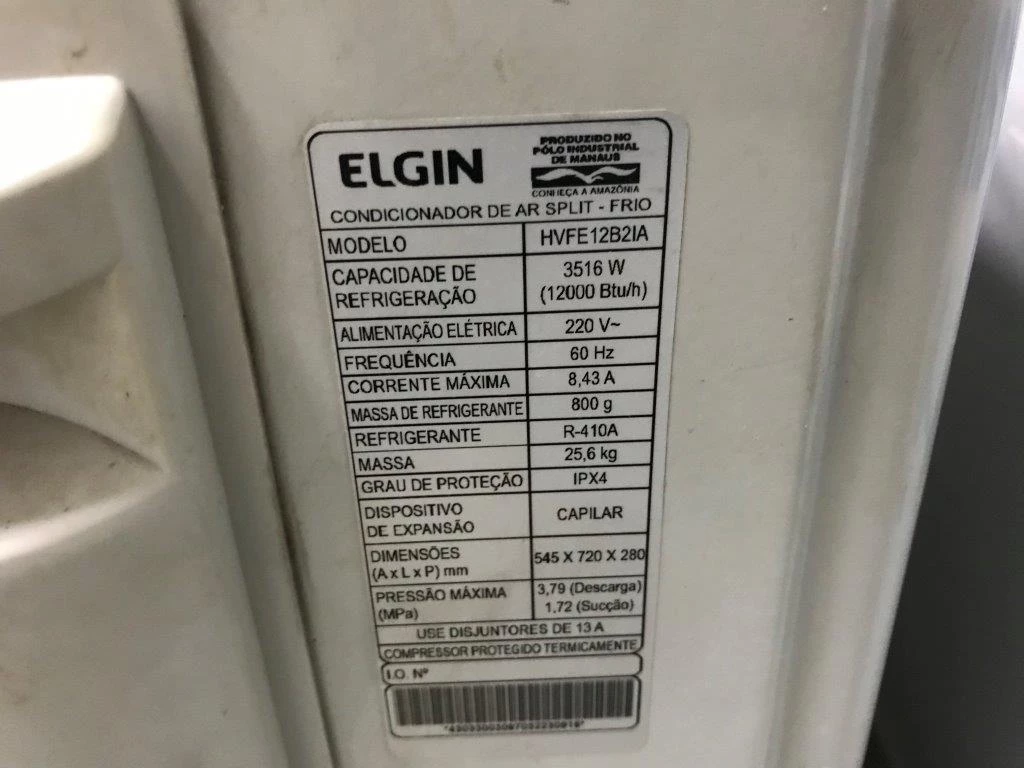 ELGIN
PRODUZIDO NO
PÓLO INDUSTRIAL
DE MANAUS
CONHEÇA A AMAZÔNIA
CONDICIONADOR DE AR SPLIT - FRIO
MODELO HVFE12B2IA
CAPACIDADE DE REFRIGERAÇÃO 3516 W (12000 Btu/h)
ALIMENTAÇÃO ELÉTRICA 220 V~
FREQUÊNCIA 60 Hz
CORRENTE MÁXIMA 8,43 A
MASSA DE REFRIGERANTE 800 g
REFRIGERANTE R-410A
MASSA 25,6 kg
GRAU DE PROTEÇÃO IPX4
DISPOSITIVO DE EXPANSÃO CAPILAR
DIMENSÕES (A x L x P) mm 545 X 720 X 280
PRESSÃO MÁXIMA (MPa) 3,79 (Descarga) 1,72 (Sucção)
USE DISJUNTORES DE 13 A
COMPRESSOR PROTEGIDO TERMICAMENTE
I.O. Nº